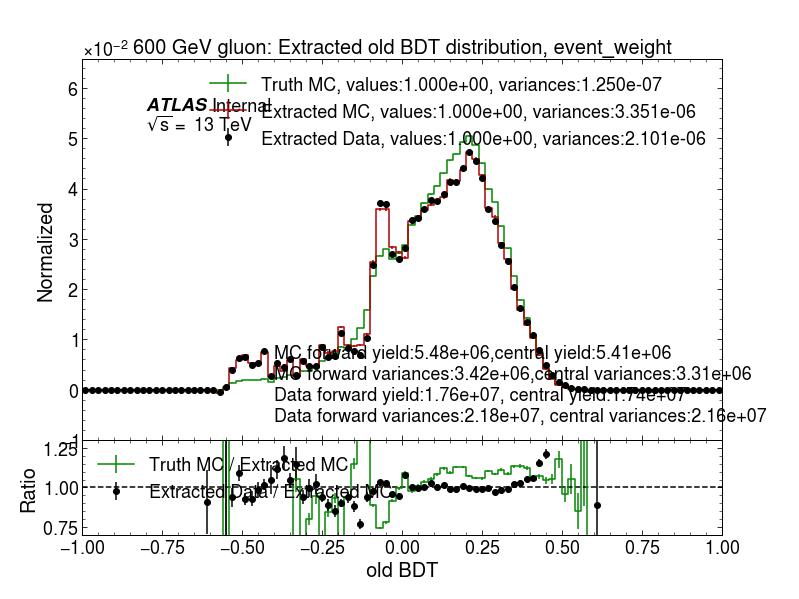 ×10⁻² 600 GeV gluon: Extracted old BDT distribution, event_weight
Truth MC, values:1.000e+00, variances:1.250e-07
ATLAS Internal
Extracted MC, values:1.000e+00, variances:3.351e-06
√s = 13 TeV
Extracted Data, values:1.000e+00, variances:2.101e-06
6
5
4
3
2
1
0
−1
Normalized
MC forward yield:5.48e+06,central yield:5.41e+06
MC forward variances:3.42e+06,central variances:3.31e+06
Data forward yield:1.76e+07, central yield:1.74e+07
Data forward variances:2.18e+07, central variances:2.16e+07
1.25
1.00
0.75
Ratio
Truth MC / Extracted MC
Extracted Data / Extracted MC
−1.00 −0.75 −0.50 −0.25 0.00 0.25 0.50 0.75 1.00
old BDT